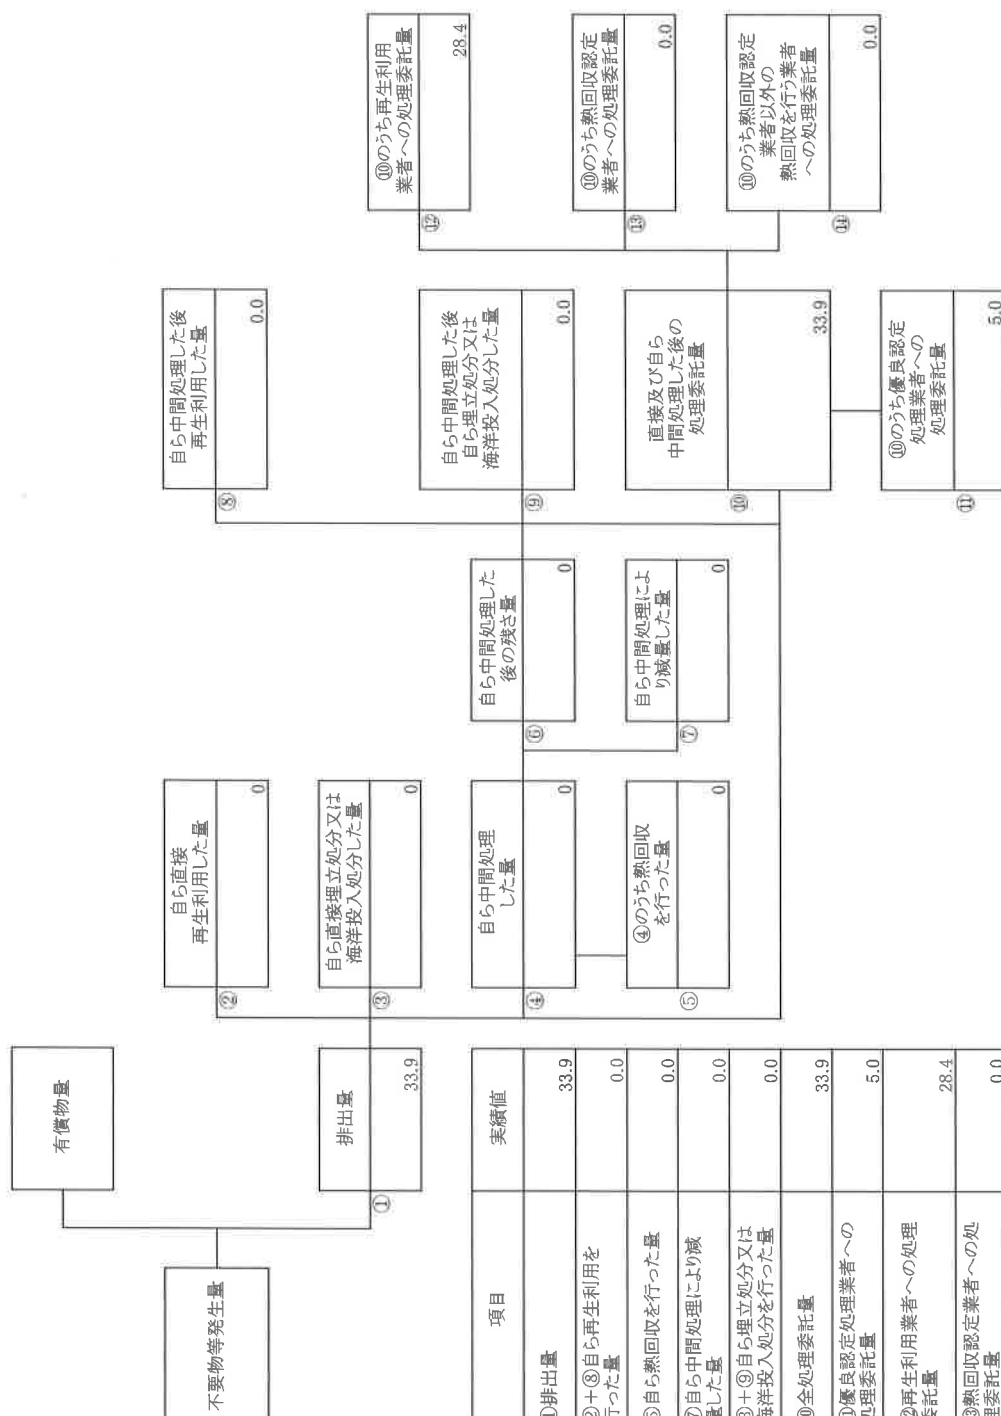 不要物等発生量
有償物量
①
排出量
33.9
②
自ら直接
再生利用した量
0
③
自ら直接埋立処分又は
海洋投入処分した量
0
④
自ら中間処理
した量
0
⑤
④のうち熱回収
を行った量
0
⑥
自ら中間処理した
後の残さ量
0
⑦
自ら中間処理によ
り減量した量
0
⑧
自ら中間処理した後
再生利用した量
0.0
⑨
自ら中間処理した後
自ら埋立処分又は
海洋投入処分した量
0.0
⑩
直接及び自ら
中間処理した後の
処理委託量
33.9
⑪
⑩のうち優良認定
処理業者への
処理委託量
5.0
⑫
⑩のうち再生利用
業者への処理委託量
28.4
⑬
⑩のうち熱回収認定
業者への処理委託量
0.0
⑭
⑩のうち熱回収認定
業者以外の
熱回収を行う業者
への処理委託量
0.0
項目
実績値
①排出量
33.9
②+⑧自ら再生利用を
行った量
0.0
⑤自ら熱回収を行った量
0.0
⑦自ら中間処理により減
量した量
0.0
③+⑨自ら埋立処分又は
海洋投入処分を行った量
0.0
⑩全処理委託量
33.9
⑪優良認定処理業者への
処理委託量
5.0
⑫再生利用業者への処理
委託量
28.4
⑬熱回収認定業者への処
理委託量
0.0